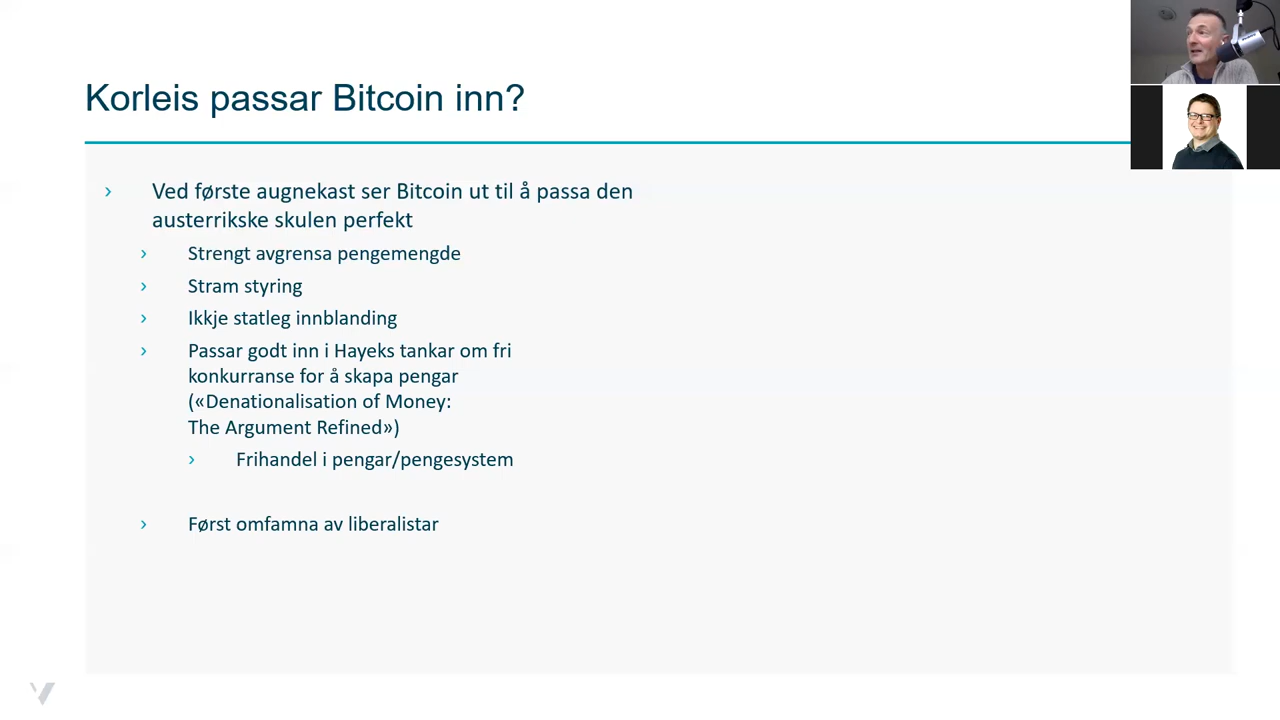 Korleis passar Bitcoin inn?
› Ved første augnekast ser Bitcoin ut til å passa den
austerrikske skulen perfekt
› Strengt avgrensa pengemengde
› Stram styring
› Ikkje statleg innblanding
› Passar godt inn i Hayeks tankar om fri
konkurranse for å skapa pengar
(«Denationalisation of Money:
The Argument Refined»)
› Frihandel i pengar/pengesystem
› Først omfamna av liberalistar